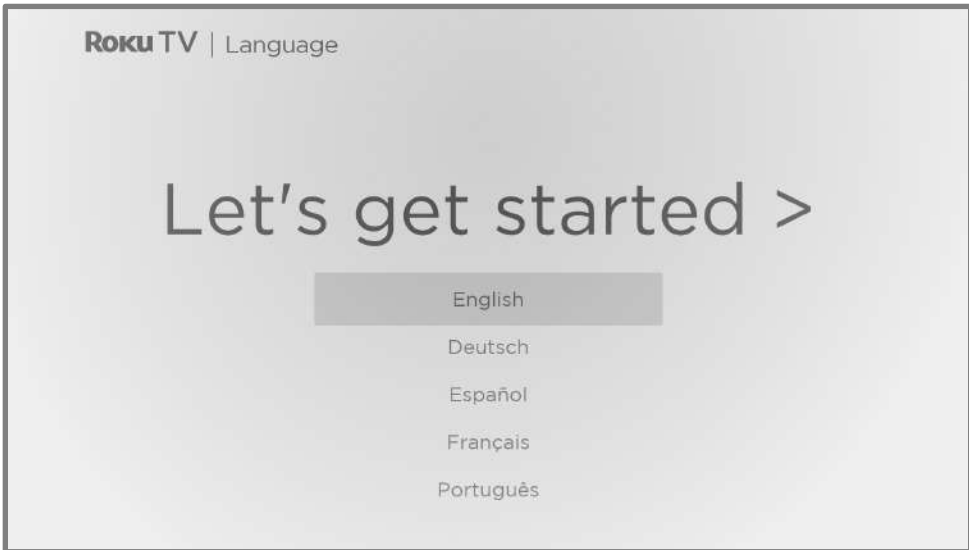 Roku TV | Language
Let's get started >
English
Deutsch
Español
Français
Português